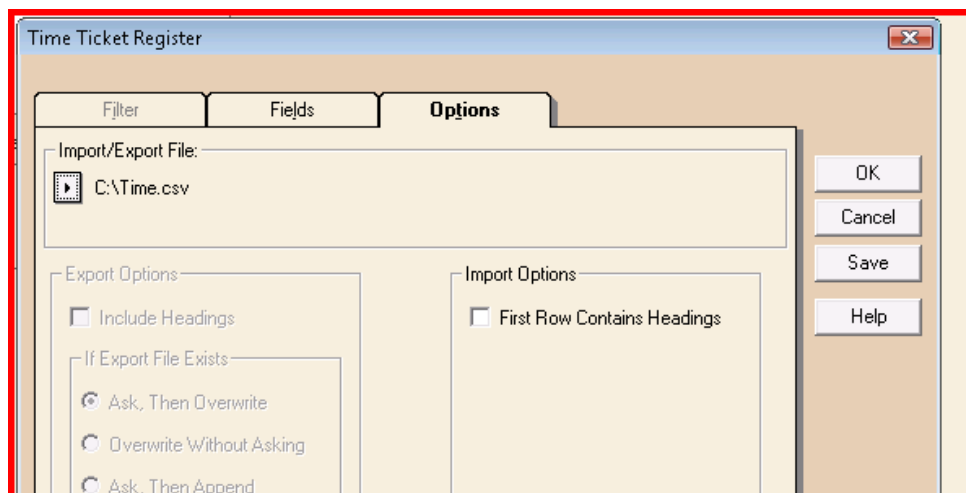 Time Ticket Register
Filter Fields Options
Import/Export File:
C:\Time.csv
OK
Cancel
Save
Help
Export Options
Include Headings
If Export File Exists
Ask, Then Overwrite
Overwrite Without Asking
Ask, Then Append
Import Options
First Row Contains Headings